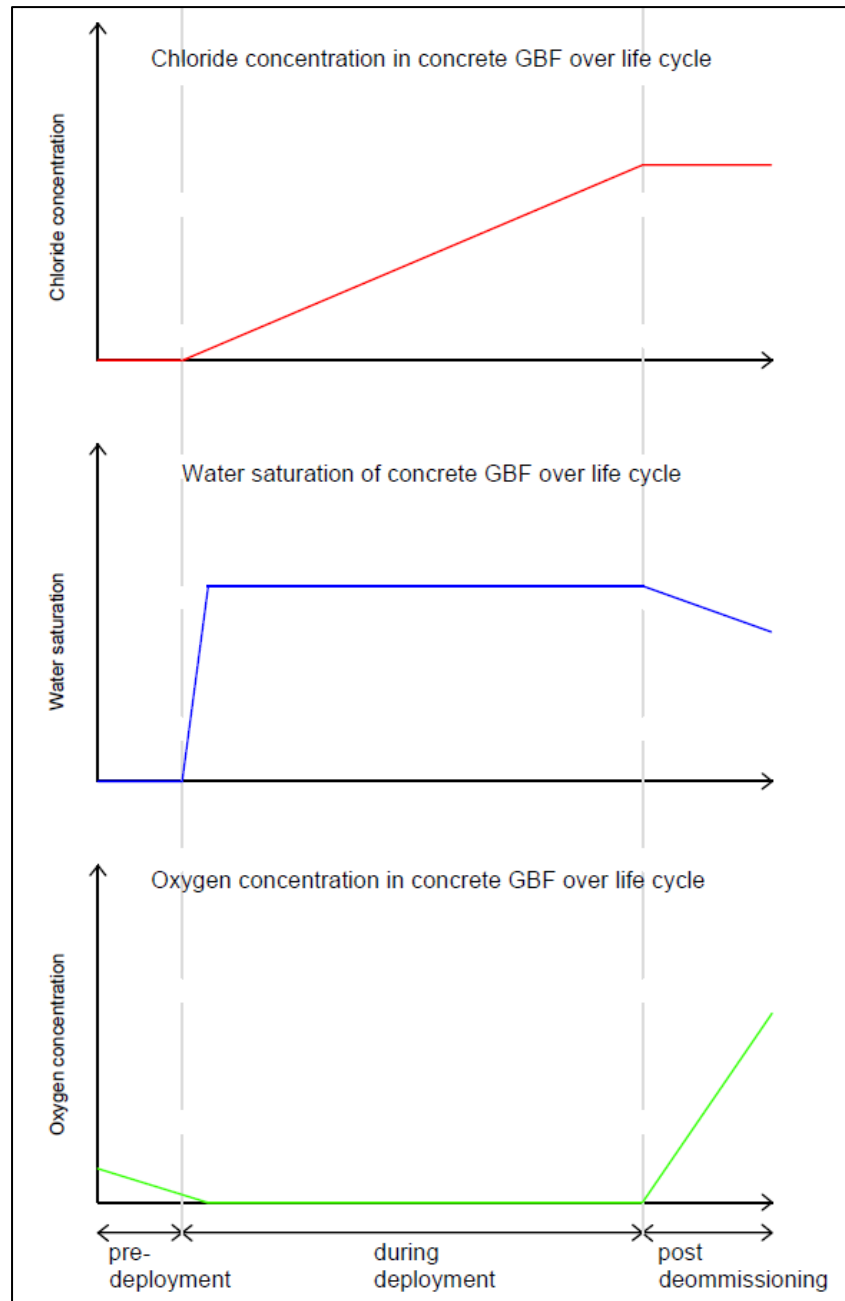 Chloride concentration in concrete GBF over life cycle
Chloride concentration
Water saturation of concrete GBF over life cycle
Water saturation
Oxygen concentration in concrete GBF over life cycle
Oxygen concentration
pre-
deployment
during
deployment
post
deommissioning